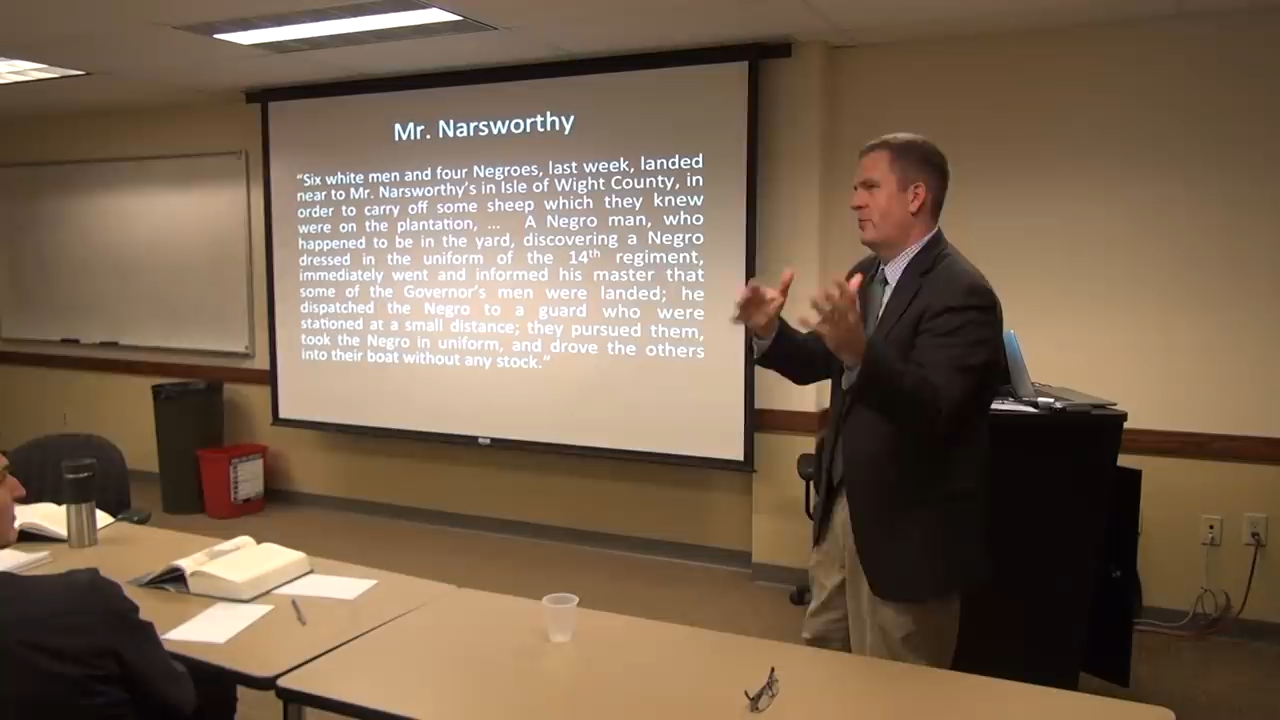 Mr. Narsworthy
“Six white men and four Negroes, last week, landed
near to Mr. Narsworthy’s in Isle of Wight County, in
order to carry off some sheep which they knew
were on the plantation, ... A Negro man, who
happened to be in the yard, discovering a Negro
dressed in the uniform of the 14th regiment,
immediately went and informed his master that
some of the Governor’s men were landed; he
dispatched the Negro to a guard who were
stationed at a small distance; they pursued them,
took the Negro in uniform, and drove the others
into their boat without any stock.“